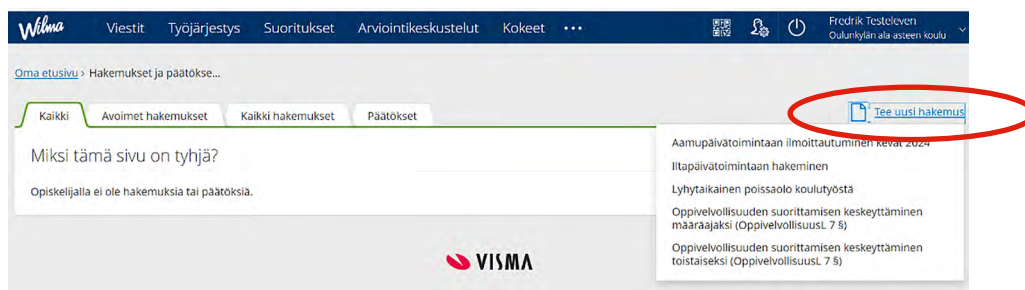 Wilma Viestit Työjärjestys Suoritukset Arviointikeskustelut Kokeet ••• Fredrik Testeleven
Oulunkylän ala-asteen koulu
Oma etusivu › Hakemukset ja päätökse...
Kaikki Avoimet hakemukset Kaikki hakemukset Päätökset Tee uusi hakemus
Miksi tämä sivu on tyhjä?
Opiskelijalla ei ole hakemuksia tai päätöksiä.
Aamupäivätoimintaan ilmoittautuminen kevät 2024
Iltapäivätoimintaan hakeminen
Lyhytaikainen poissaolo koulutyöstä
Oppivelvollisuuden suorittamisen keskeyttäminen
määräajaksi (OppivelvollisuusL 7 §)
Oppivelvollisuuden suorittamisen keskeyttäminen
toistaiseksi (OppivelvollisuusL 7 §)
VISMA